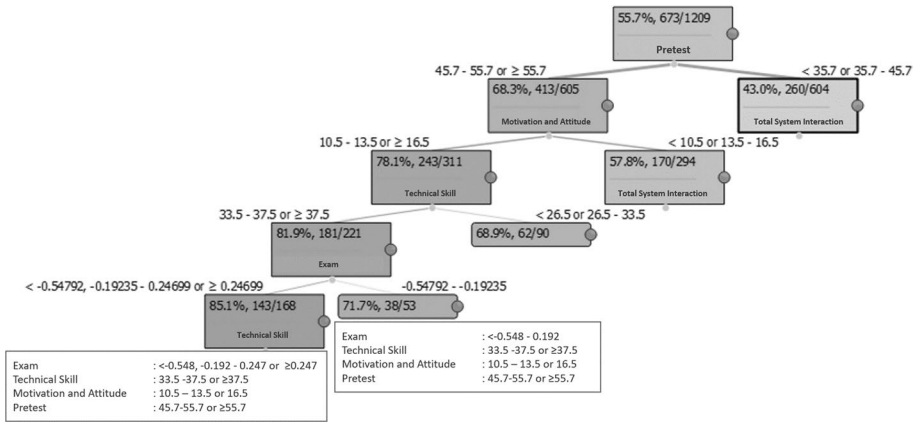 55.7%, 673/1209
Pretest
45.7 - 55.7 or ≥ 55.7
< 35.7 or 35.7 - 45.7
68.3%, 413/605
Motivation and Attitude
43.0%, 260/604
Total System Interaction
10.5 - 13.5 or ≥ 16.5
< 10.5 or 13.5 - 16.5
78.1%, 243/311
Technical Skill
57.8%, 170/294
Total System Interaction
33.5 - 37.5 or ≥ 37.5
< 26.5 or 26.5 - 33.5
81.9%, 181/221
Exam
68.9%, 62/90
< -0.54792, -0.19235 - 0.24699 or ≥ 0.24699
-0.54792 - -0.19235
85.1%, 143/168
Technical Skill
71.7%, 38/53
Exam : <-0.548 - 0.192
Technical Skill : 33.5 -37.5 or ≥37.5
Motivation and Attitude : 10.5 – 13.5 or 16.5
Pretest : 45.7-55.7 or ≥55.7
Exam : <-0.548, -0.192 - 0.247 or ≥0.247
Technical Skill : 33.5 -37.5 or ≥37.5
Motivation and Attitude : 10.5 – 13.5 or 16.5
Pretest : 45.7-55.7 or ≥55.7